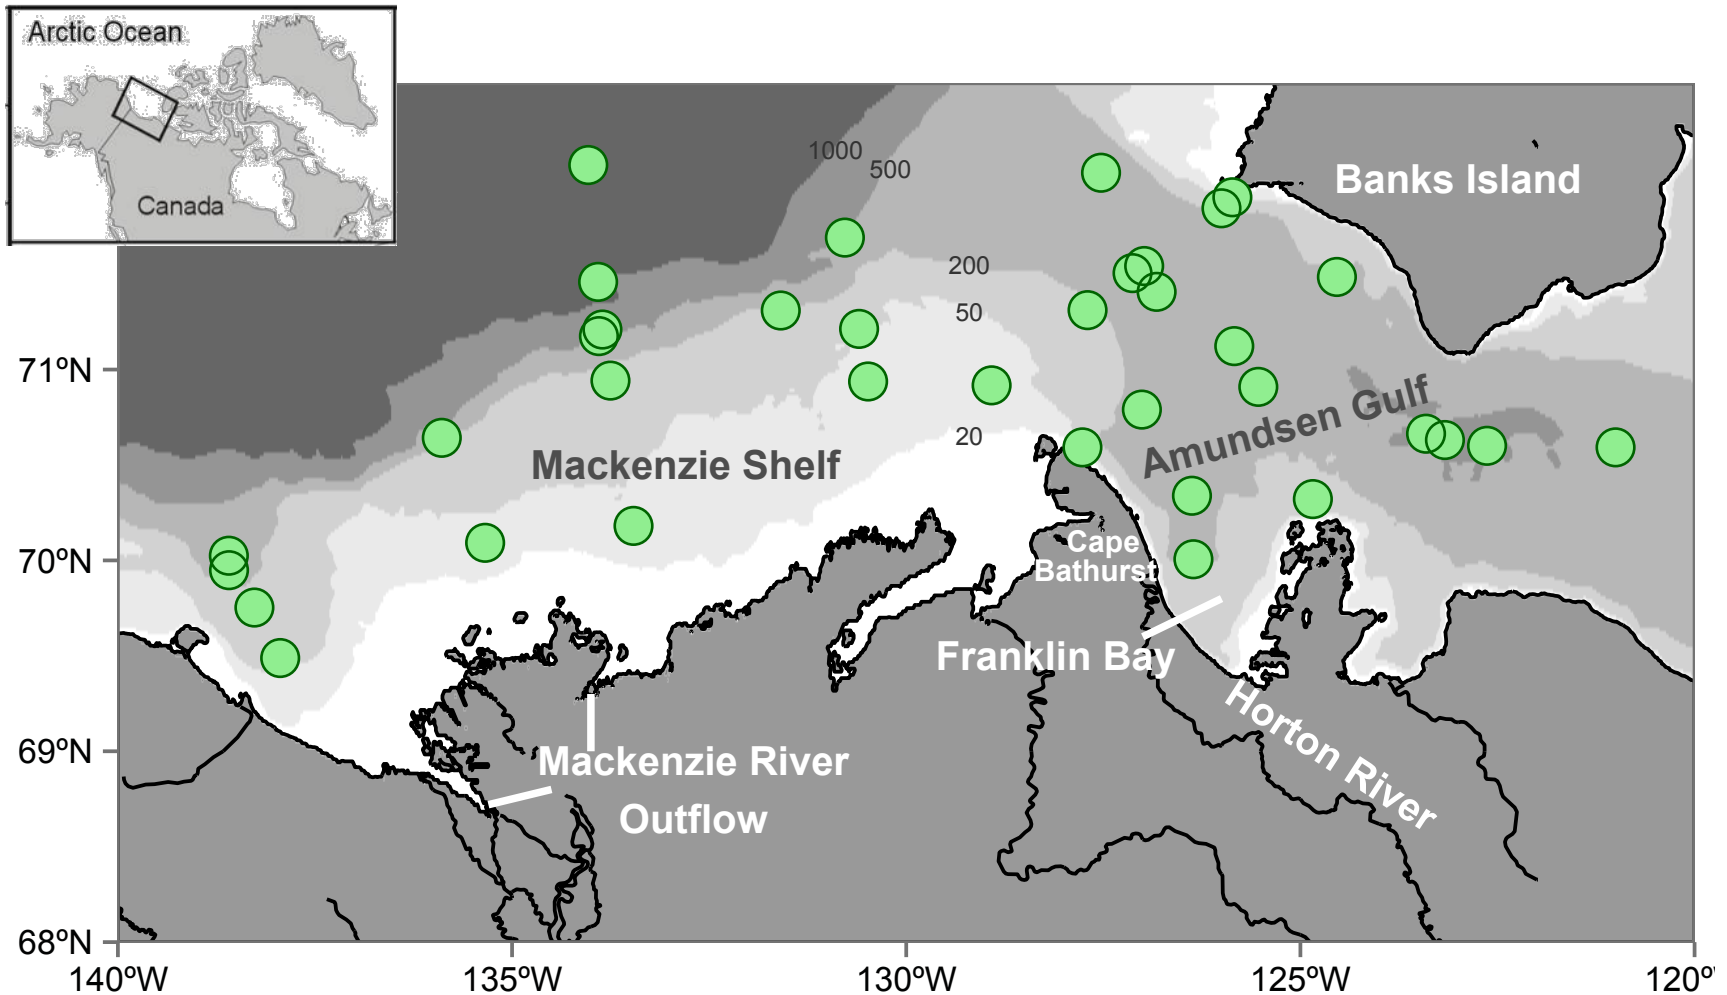 Arctic Ocean
Canada
1000
500
Banks Island
200
50
71ºN
Amundsen Gulf
20
Mackenzie Shelf
Cape
Bathurst
70ºN
Franklin Bay
Horton River
69ºN
Mackenzie River
Outflow
68ºN
140ºW
135ºW
130ºW
125ºW
120º